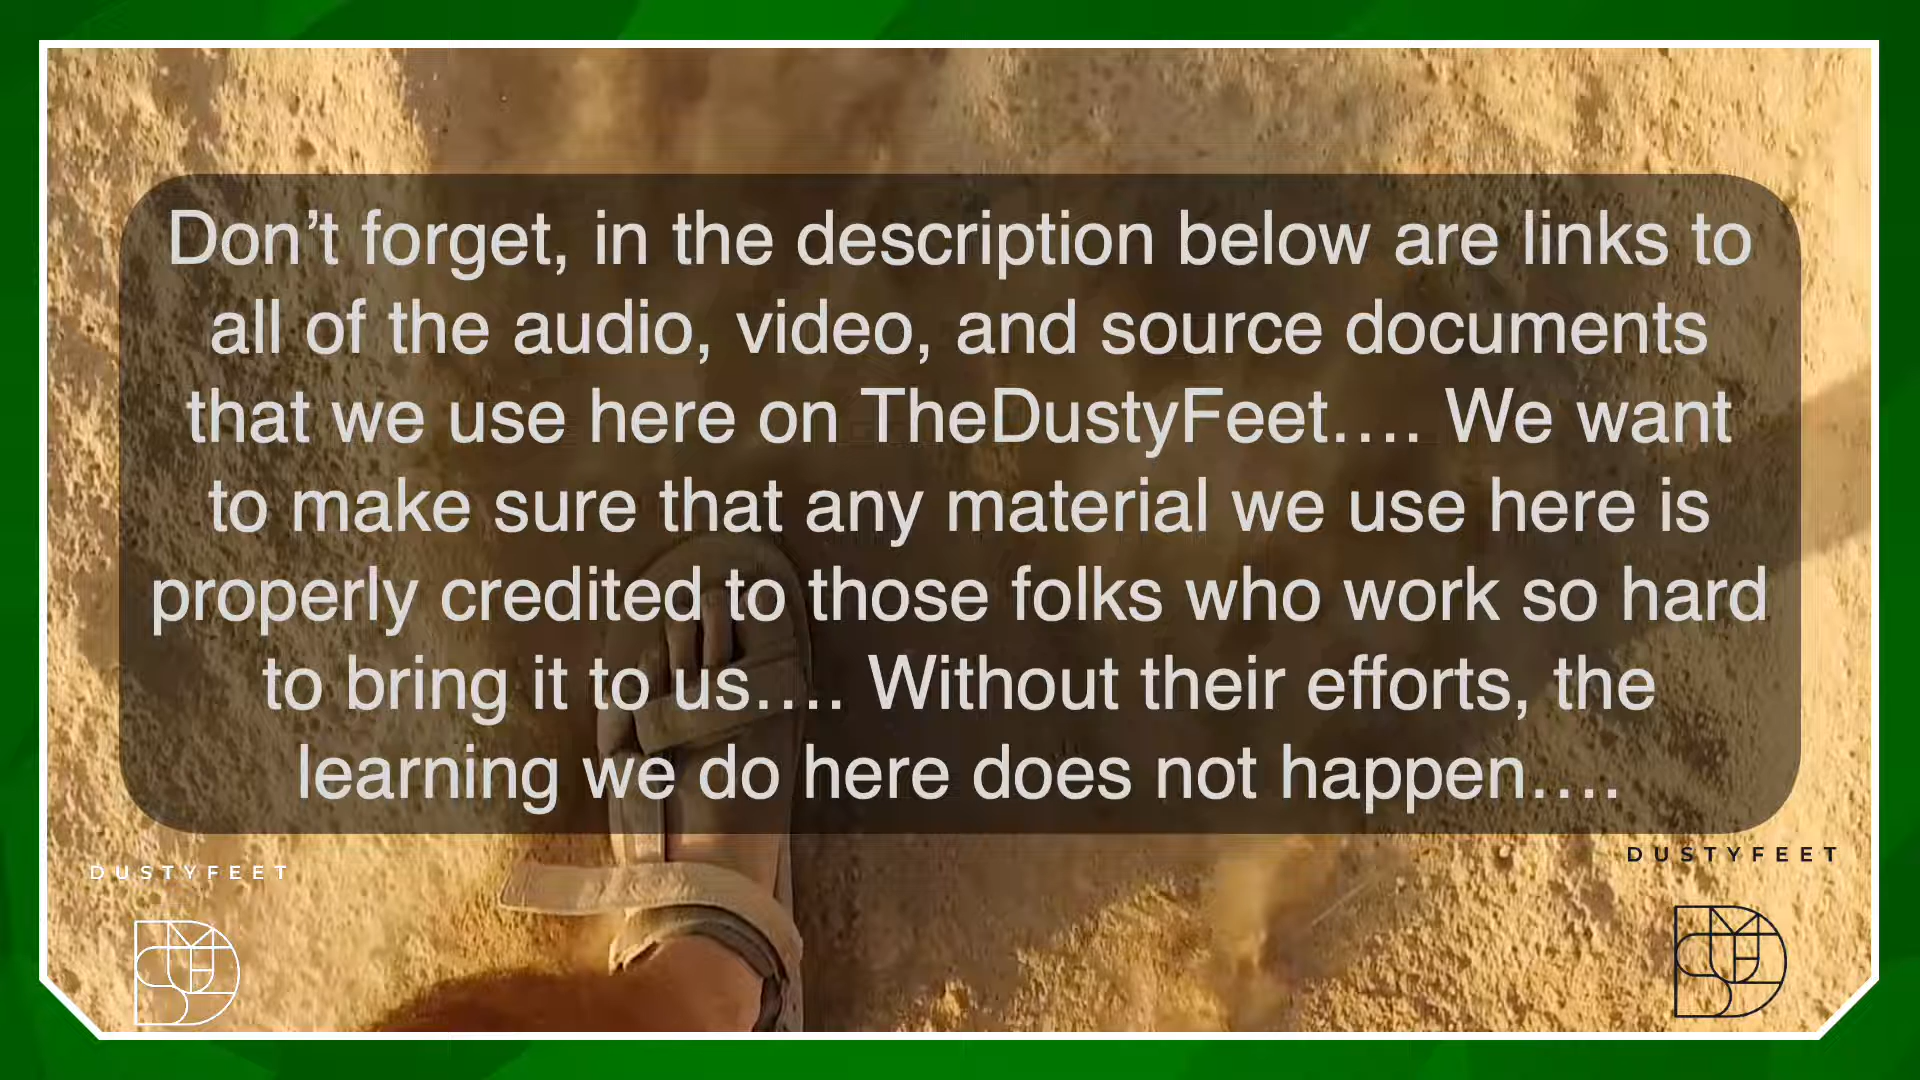 Don’t forget, in the description below are links to
all of the audio, video, and source documents
that we use here on TheDustyFeet…. We want
to make sure that any material we use here is
properly credited to those folks who work so hard
to bring it to us…. Without their efforts, the
learning we do here does not happen….
DUSTYFEET
DUSTYFEET